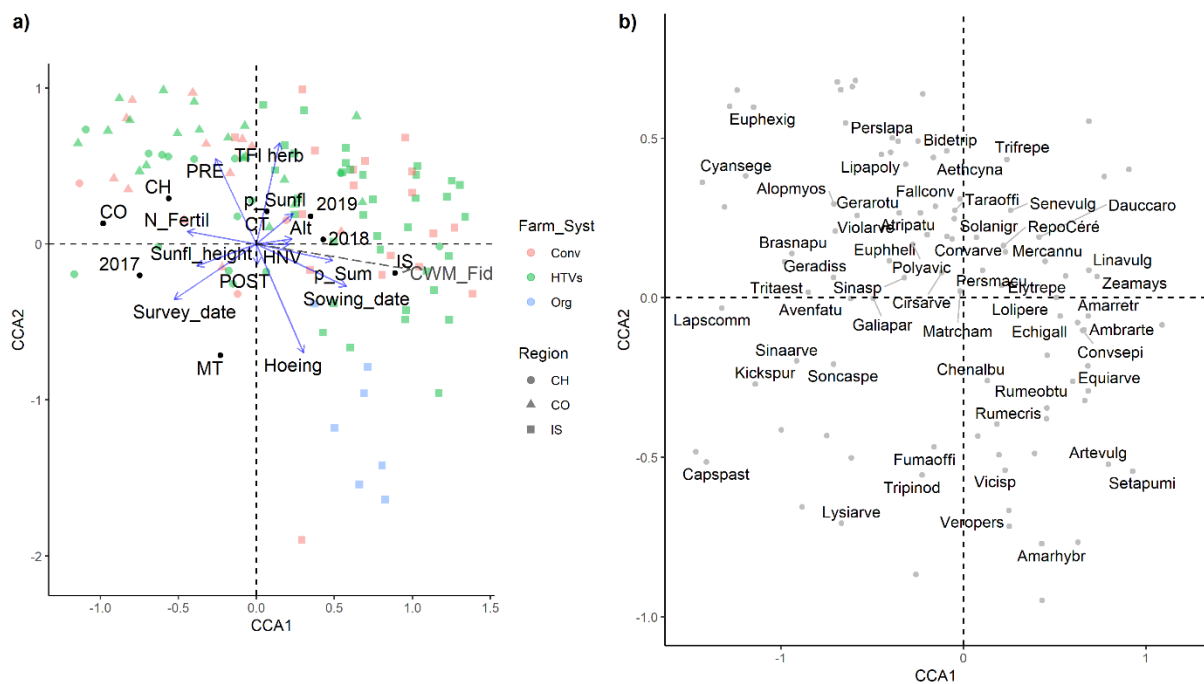 a)
CCA2
1
0
-1
-2
-1.0
-0.5
0.0
0.5
1.0
1.5
CCA1
TFI herb
PRE
CH
p_Sunfl
2019
CO
N_Fertil
CT
Alt
2018
Sunfl_height
HNV
IS
2017
POST
p_Sum
CWM_Fid
Survey_date
Sowing_date
MT
Hoeing
Farm_Syst
Conv
HTVs
Org
Region
CH
CO
IS
b)
CCA2
0.5
0.0
-0.5
-1.0
-1
0
1
CCA1
Euphexig
Perslapa
Bidetrip
Trifrepe
Cyansege
Lipapoly
Aethcyna
Alopmyos
Fallconv
Taraoffi
Senevulg
Dauccaro
Gerarotu
Solanigr
RepoCéré
Violarve
Atripatu
Brasnapu
Euphheli
Convarve
Mercannu
Geradiss
Polyavic
Linavulg
Tritaest
Sinasp
Persmacu
Elytrepe
Zeamays
Avenfatu
Cirsarve
Lolipere
Amarretr
Lapscomm
Galiapar
Matrcham
Echigall
Ambrarte
Sinaarve
Convsepi
Kickspur
Soncaspe
Chenalbu
Equiarve
Rumeobtu
Rumecris
Capspast
Fumaoffi
Artevulg
Tripinod
Vicisp
Setapumi
Lysiarve
Veropers
Amarhybr